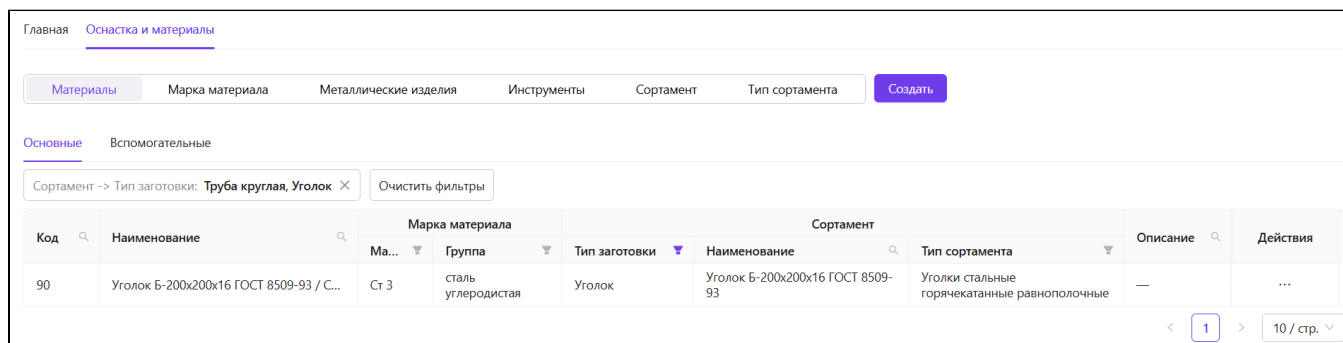 Главная Оснастка и материалы
Материалы Марка материала Металлические изделия Инструменты Сортамент Тип сортамента Создать
Основные Вспомогательные
Сортамент -> Тип заготовки: Труба круглая, Уголок Очистить фильтры
Код Наименование Марка материала Сортамент Описание Действия
Ма... Группа Тип заготовки Наименование Тип сортамента
90 Уголок Б-200х200х16 ГОСТ 8509-93 / С... Ст 3 сталь углеродистая Уголок Уголок Б-200х200х16 ГОСТ 8509-93 Уголки стальные горячекатанные равнополочные — ...
< 1 > 10 / стр.